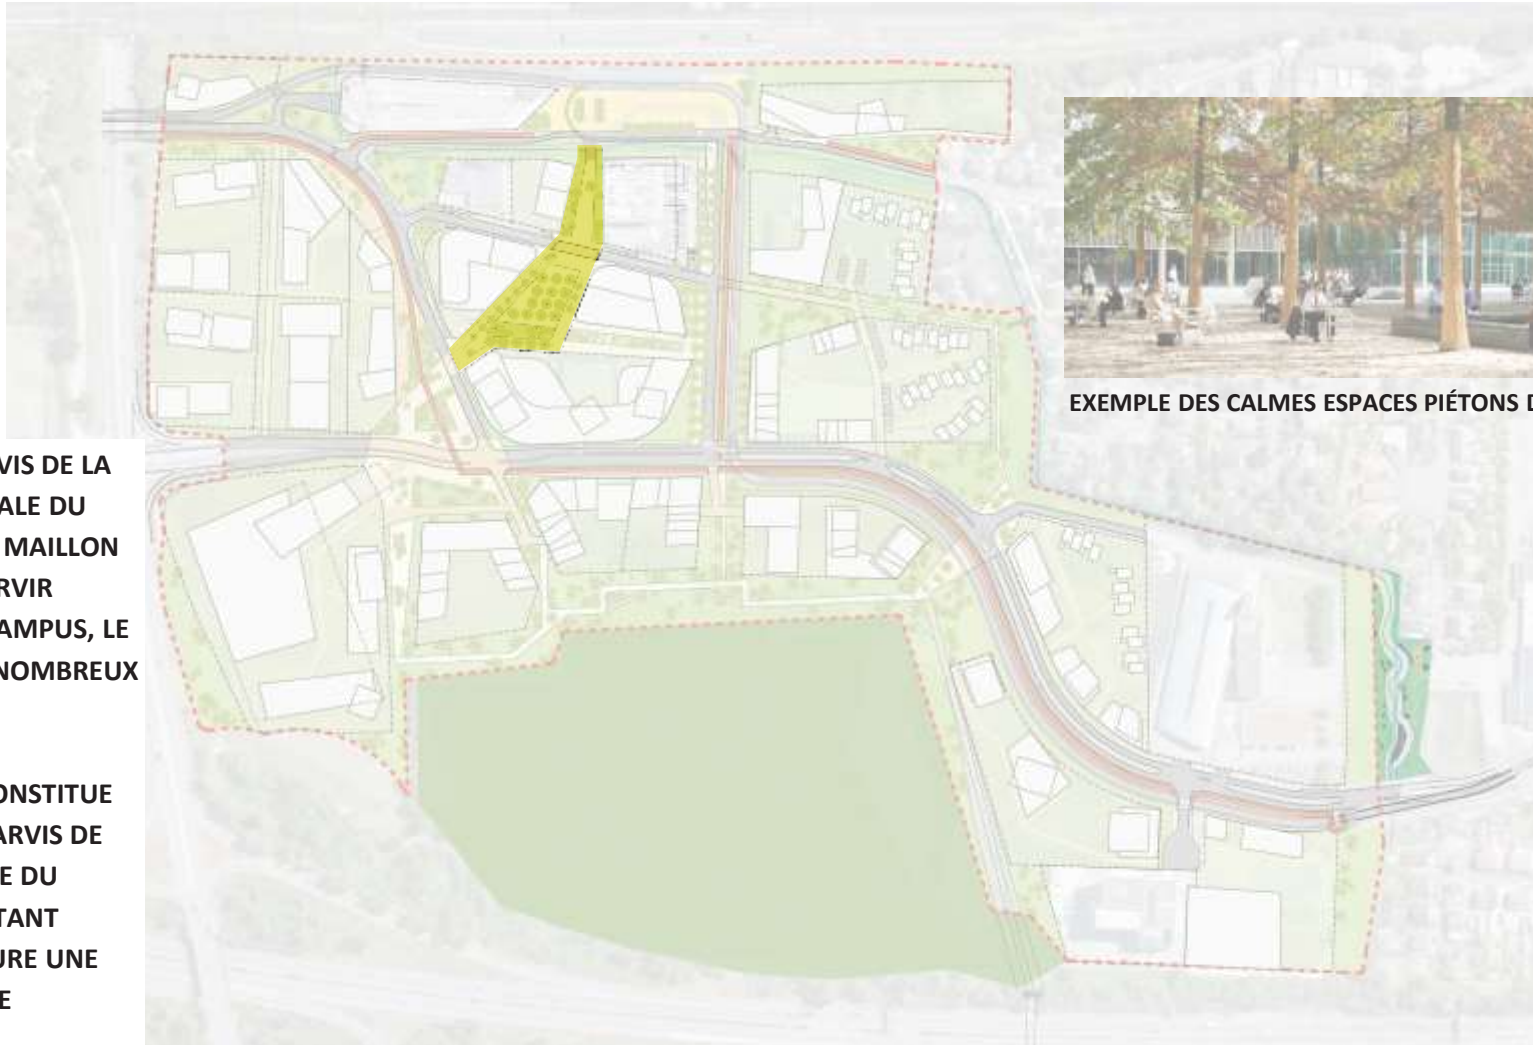 VIS DE LA
ALE DU
MAILLON
RVIR
AMPUS, LE
NOMBREUX
ONSTITUE
ARVIS DE
E DU
TANT
URE UNE
E
EXEMPLE DES CALMES ESPACES PIÉTONS D